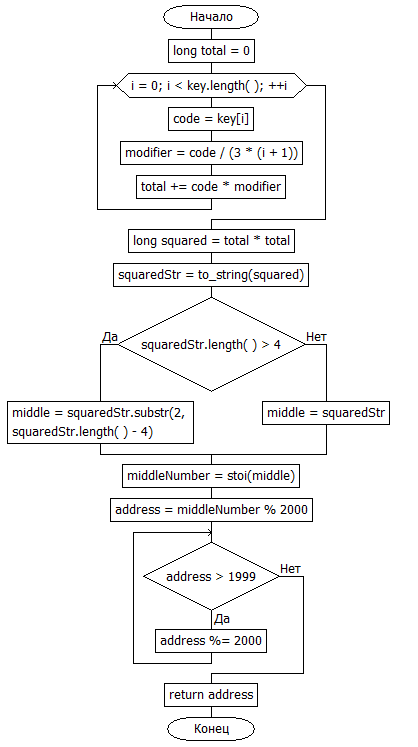 Начало
long total = 0
i = 0; i < key.length( ); ++i
code = key[i]
modifier = code / (3 * (i + 1))
total += code * modifier
long squared = total * total
squaredStr = to_string(squared)
squaredStr.length( ) > 4
Да
Нет
middle = squaredStr.substr(2,
squaredStr.length( ) - 4)
middle = squaredStr
middleNumber = stoi(middle)
address = middleNumber % 2000
address > 1999
Нет
Да
address %= 2000
return address
Конец